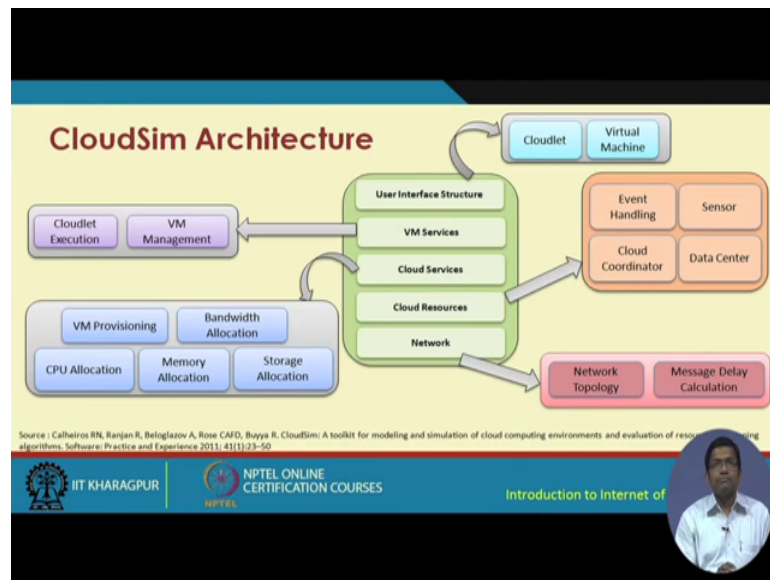 CloudSim Architecture
Cloudlet
Virtual
Machine
User Interface Structure
VM Services
Cloud Services
Cloud Resources
Network
Cloudlet
Execution
VM
Management
Event
Handling
Sensor
Cloud
Coordinator
Data Center
VM Provisioning
Bandwidth
Allocation
CPU Allocation
Memory
Allocation
Storage
Allocation
Network
Topology
Message Delay
Calculation
Source : Calheiros RN, Ranjan R, Beloglazov A, Rose CAFD, Buyya R. CloudSim: A toolkit for modeling and simulation of cloud computing environments and evaluation of
algorithms. Software: Practice and Experience 2011; 41(1):23–50
IIT KHARAGPUR
NPTEL
NPTEL ONLINE
CERTIFICATION COURSES
Introduction to Internet of